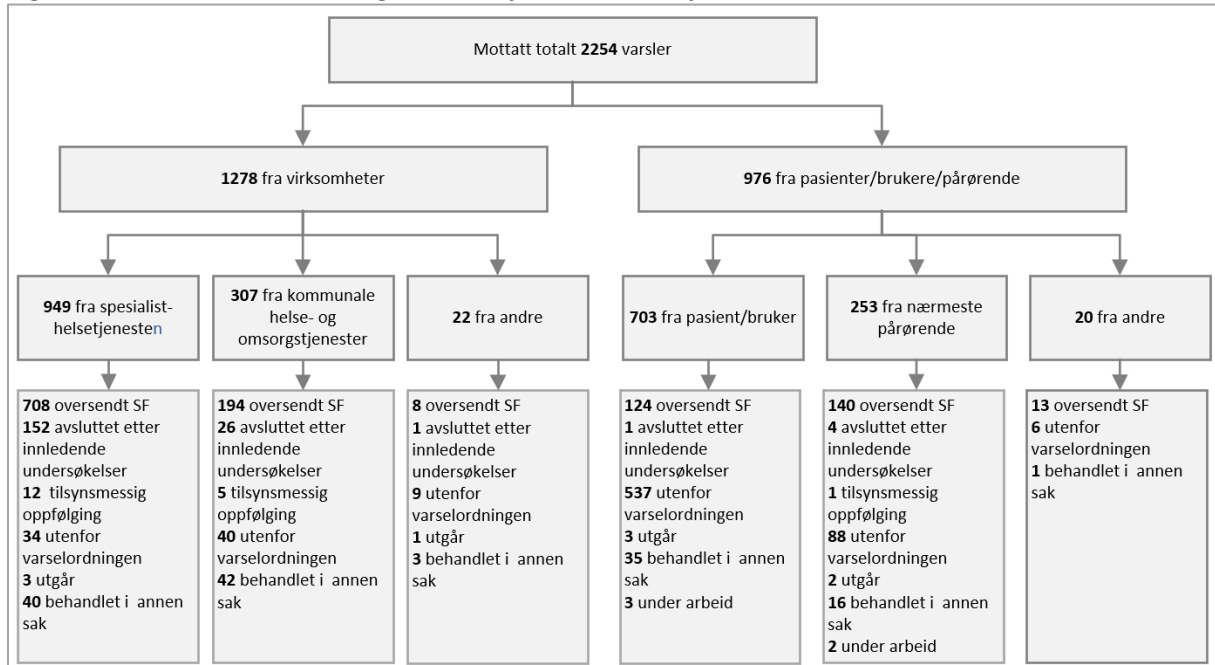 Mottatt totalt 2254 varsler
1278 fra virksomheter
976 fra pasienter/brukere/pårørende
949 fra spesialist-
helsetjenesten
307 fra kommunale
helse- og
omsorgstjenester
22 fra andre
703 fra pasient/bruker
253 fra nærmeste
pårørende
20 fra andre
708 oversendt SF
152 avsluttet etter
innledende
undersøkelser
12 tilsynsmessig
oppfølging
34 utenfor
varselordningen
3 utgår
40 behandlet i annen
sak
194 oversendt SF
26 avsluttet etter
innledende
undersøkelser
5 tilsynsmessig
oppfølging
40 utenfor
varselordningen
42 behandlet i annen
sak
8 oversendt SF
1 avsluttet etter
innledende
undersøkelser
9 utenfor
varselordningen
1 utgår
3 behandlet i annen
sak
124 oversendt SF
1 avsluttet etter
innledende
undersøkelser
537 utenfor
varselordningen
3 utgår
35 behandlet i annen
sak
3 under arbeid
140 oversendt SF
4 avsluttet etter
innledende
undersøkelser
1 tilsynsmessig
oppfølging
88 utenfor
varselordningen
2 utgår
16 behandlet i annen
sak
2 under arbeid
13 oversendt SF
6 utenfor
varselordningen
1 behandlet i annen
sak